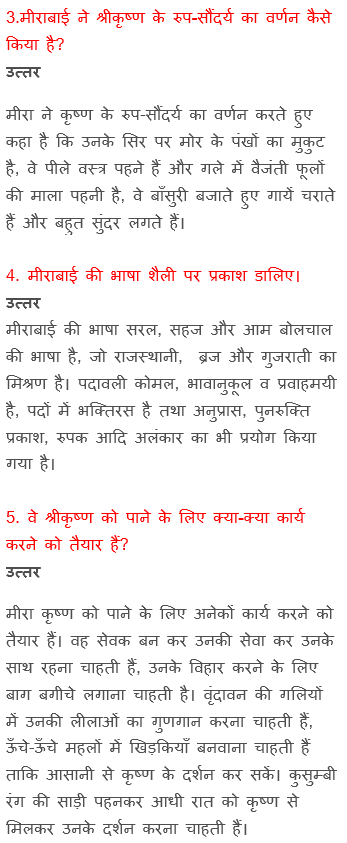 3.मीराबाई ने श्रीकृष्ण के रुप-सौंदर्य का वर्णन कैसे
किया है?
उत्तर
मीरा ने कृष्ण के रुप-सौंदर्य का वर्णन करते हुए
कहा है कि उनके सिर पर मोर के पंखों का मुकुट
है, वे पीले वस्त्र पहने हैं और गले में वैजंती फूलों
की माला पहनी है, वे बाँसुरी बजाते हुए गायें चराते
हैं और बहुत सुंदर लगते हैं।
4. मीराबाई की भाषा शैली पर प्रकाश डालिए।
उत्तर
मीराबाई की भाषा सरल, सहज और आम बोलचाल
की भाषा है, जो राजस्थानी, ब्रज और गुजराती का
मिश्रण है। पदावली कोमल, भावानुकूल व प्रवाहमयी
है, पदों में भक्तिरस है तथा अनुप्रास, पुनरुक्ति
प्रकाश, रुपक आदि अलंकार का भी प्रयोग किया
गया है।
5. वे श्रीकृष्ण को पाने के लिए क्या-क्या कार्य
करने को तैयार हैं?
उत्तर
मीरा कृष्ण को पाने के लिए अनेकों कार्य करने को
तैयार हैं। वह सेवक बन कर उनकी सेवा कर उनके
साथ रहना चाहती हैं, उनके विहार करने के लिए
बाग बगीचे लगाना चाहती है। वृंदावन की गलियों
में उनकी लीलाओं का गुणगान करना चाहती हैं,
ऊँचे-ऊँचे महलों में खिड़कियाँ बनवाना चाहती हैं
ताकि आसानी से कृष्ण के दर्शन कर सकें। कुसुम्बी
रंग की साड़ी पहनकर आधी रात को कृष्ण से
मिलकर उनके दर्शन करना चाहती हैं।